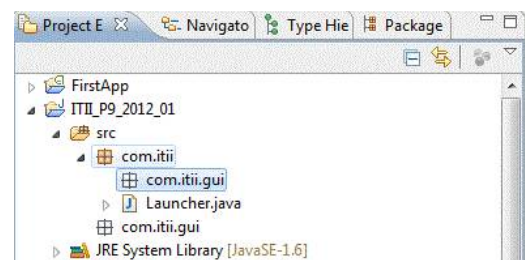 Project E Navigato Type Hie Package
FirstApp
ITII_P9_2012_01
src
com.itii
com.itii.gui
Launcher.java
com.itii.gui
JRE System Library [JavaSE-1.6]